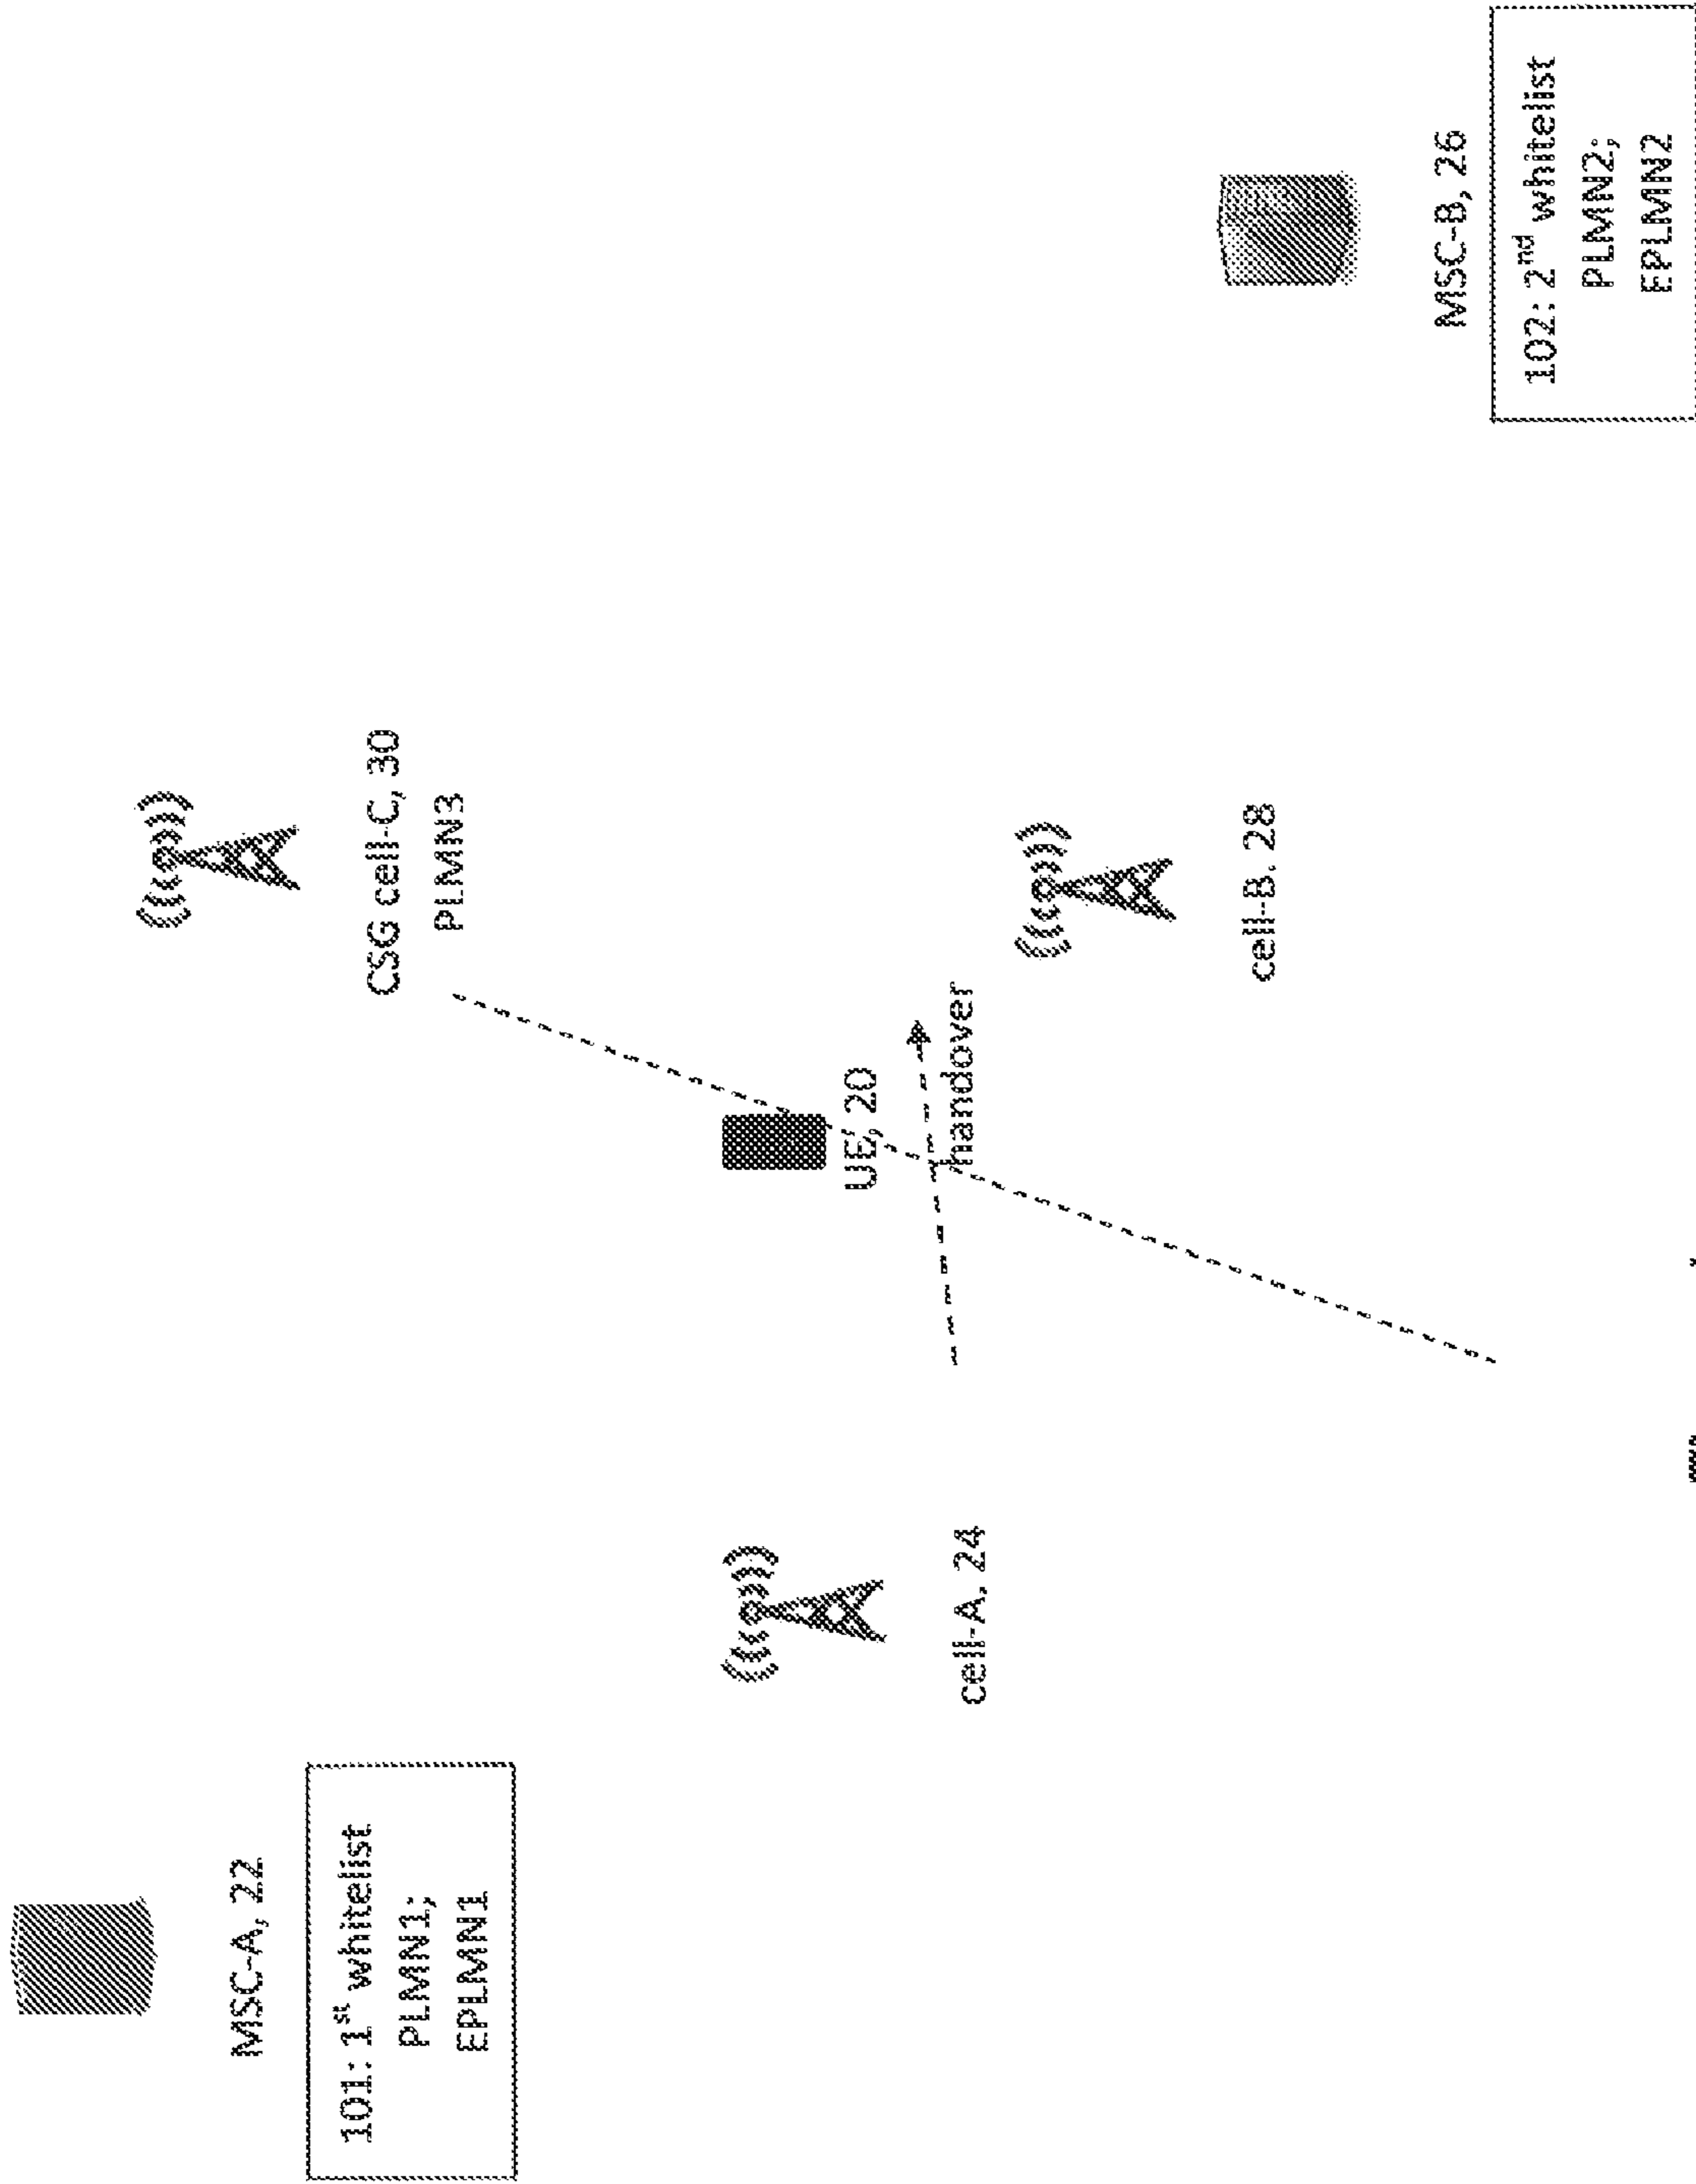 MSC-A, 22
101: 1st whitelist
PLMN1;
EPLMN1
CSG cell-C, 30
PLMN3
UE, 20
handover
cell-A, 24
cell-B, 28
MSC-B, 26
102: 2nd whitelist
PLMN2;
EPLMN2